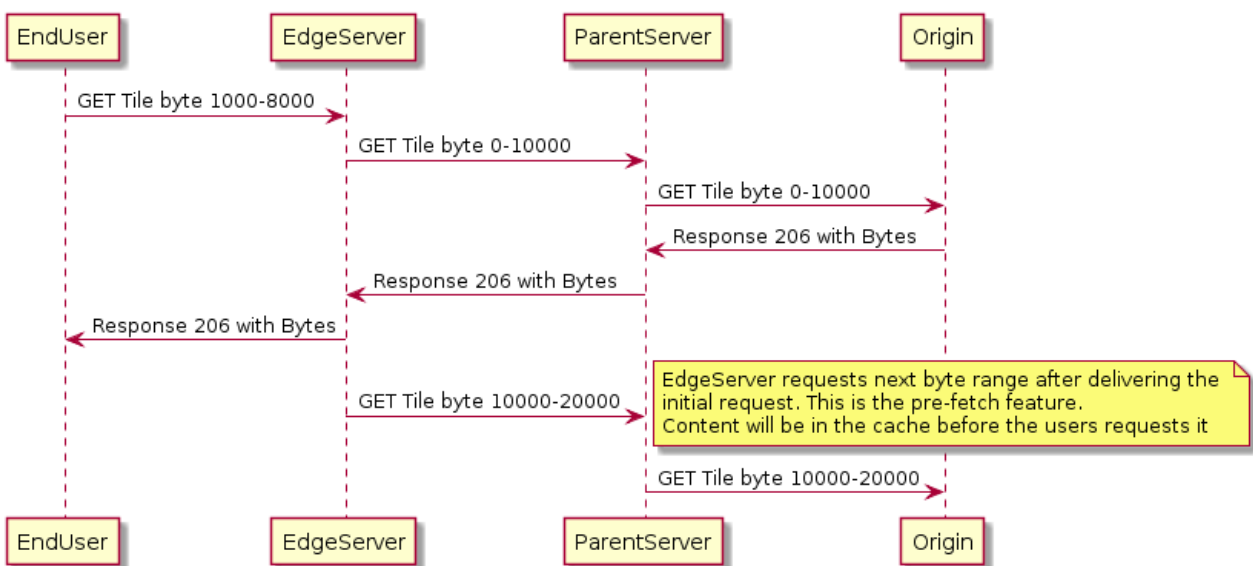 EndUser
EdgeServer
ParentServer
Origin
GET Tile byte 1000-8000
GET Tile byte 0-10000
GET Tile byte 0-10000
Response 206 with Bytes
Response 206 with Bytes
Response 206 with Bytes
GET Tile byte 10000-20000
EdgeServer requests next byte range after delivering the
initial request. This is the pre-fetch feature.
Content will be in the cache before the users requests it
GET Tile byte 10000-20000
EndUser
EdgeServer
ParentServer
Origin